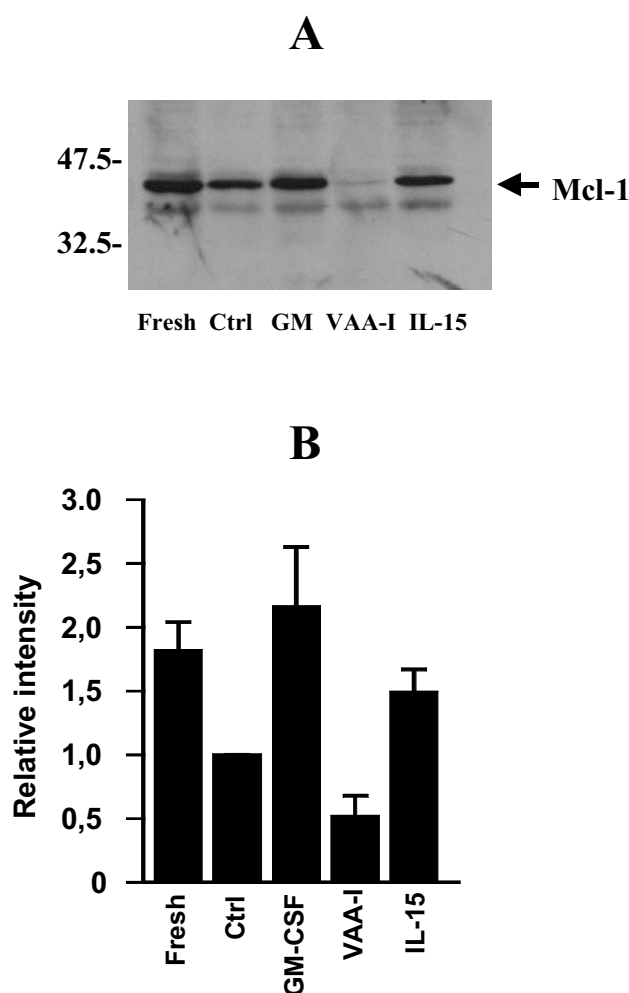 A
47.5-
Mcl-1
32.5-
Fresh Ctrl GM VAA-I IL-15
B
3.0
2,5
2,0
1,5
1,0
0,5
0
Relative intensity
Fresh
Ctrl
GM-CSF
VAA-I
IL-15